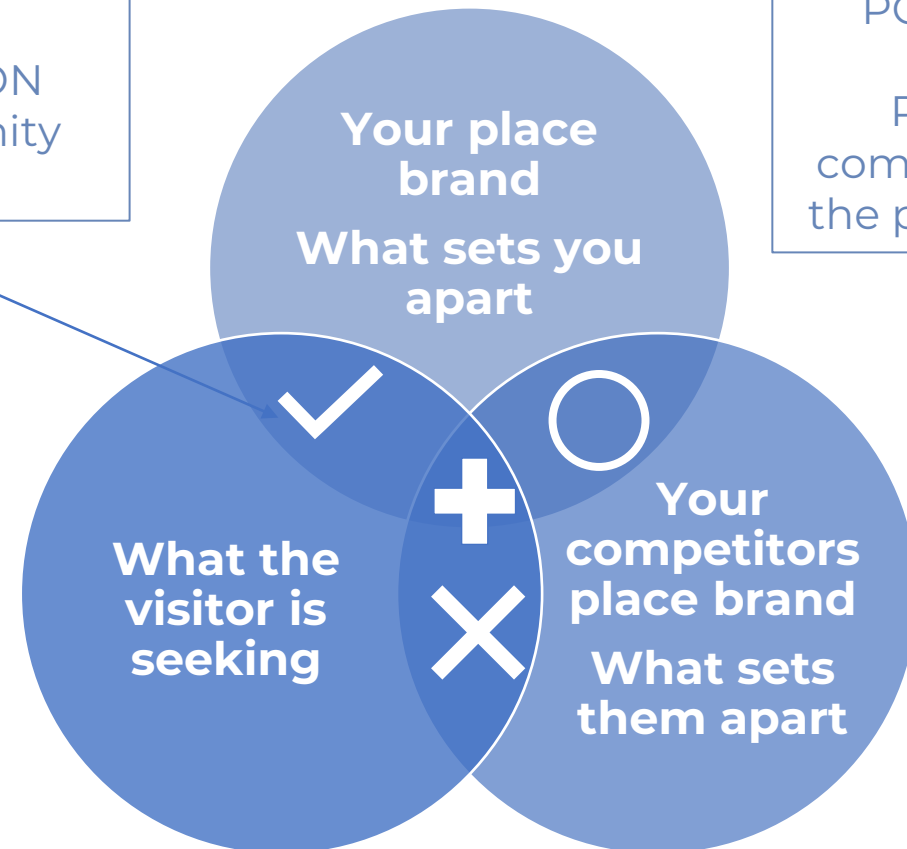 Your place
brand
What sets you
apart
What the
visitor is
seeking
Your
competitors
place brand
What sets
them apart
the